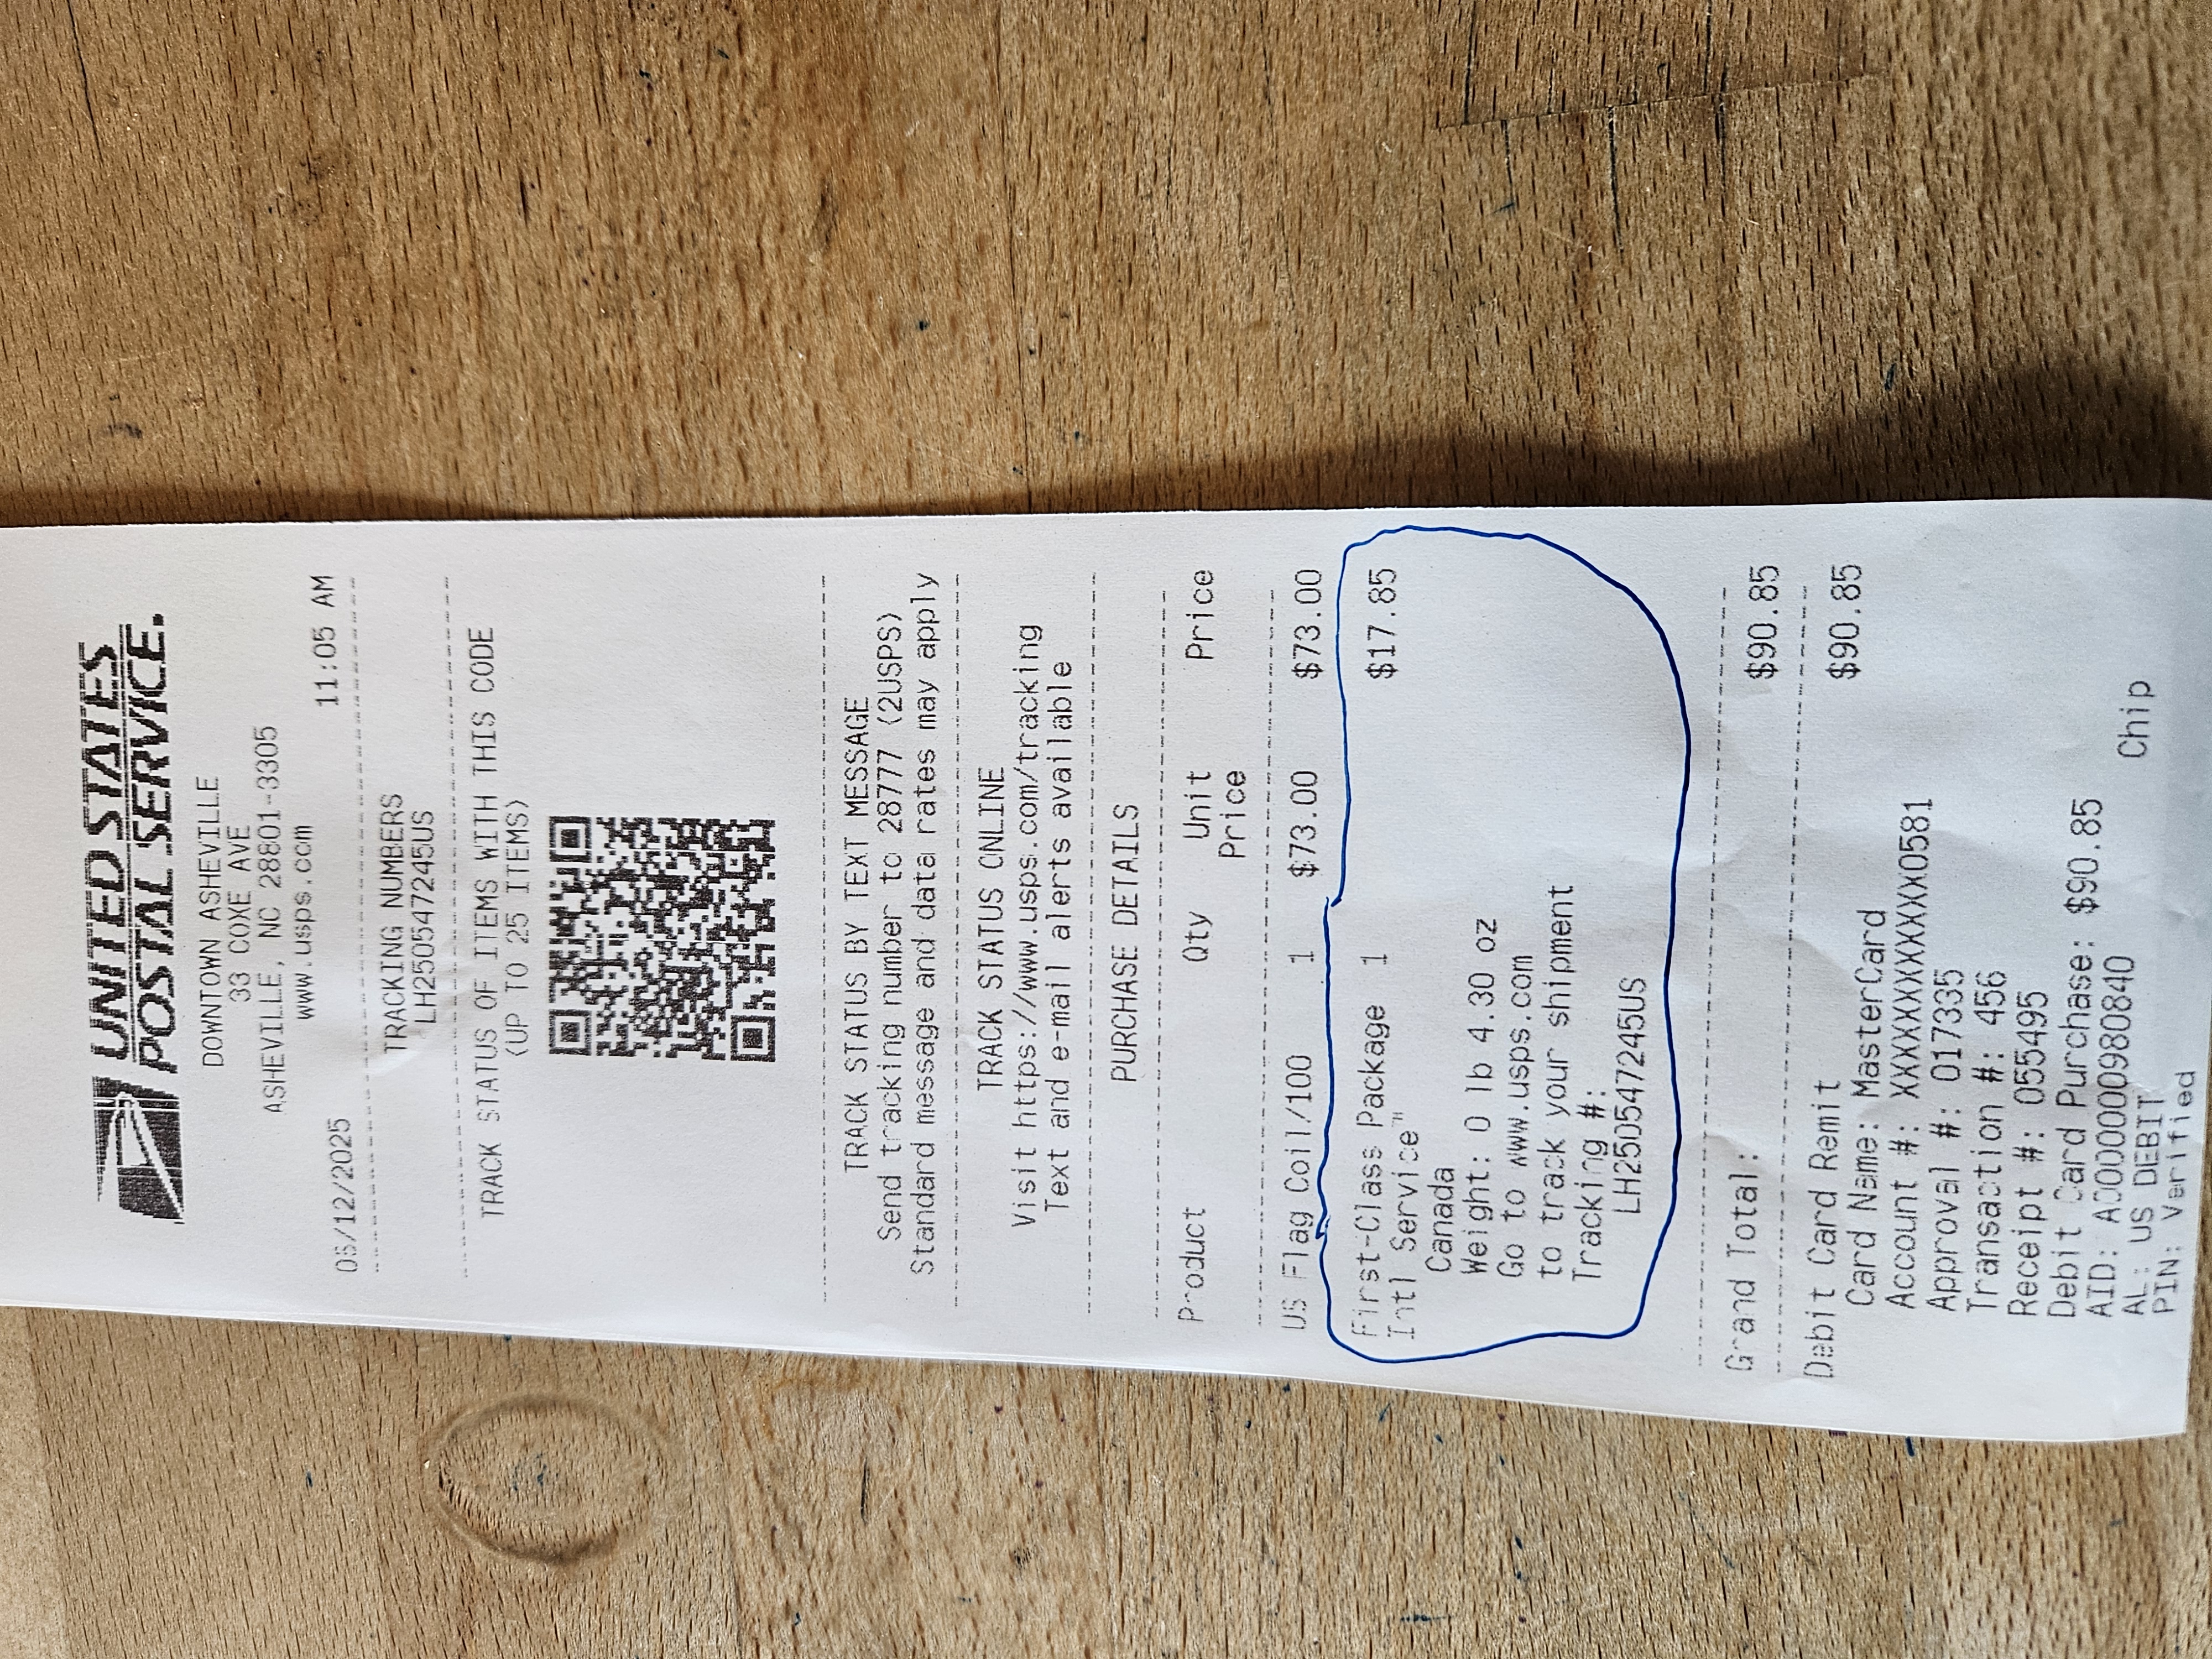 UNITED STATES
POSTAL SERVICE.
DOWNTOWN ASHEVILLE
33 COXE AVE
ASHEVILLE, NC 28801-3305
www.usps.com
06/12/2025 11:05 AM
TRACKING NUMBERS
LH250547245US
TRACK STATUS OF ITEMS WITH THIS CODE
(UP TO 25 ITEMS)
TRACK STATUS BY TEXT MESSAGE
Send tracking number to 28777 (2USPS)
Standard message and data rates may apply
TRACK STATUS ONLINE
Visit https://www.usps.com/tracking
Text and e-mail alerts available
PURCHASE DETAILS
Product Qty Unit Price
Price
US Flag Coil/100 1 $73.00 $73.00
First-Class Package 1 $17.85
Intl Service™
Canada
Weight: 0 lb 4.30 oz
Go to www.usps.com
to track your shipment
Tracking #:
LH250547245US
Grand Total: $90.85
Debit Card Remit $90.85
Card Name: MasterCard
Account #: XXXXXXXXXXXX0581
Approval #: 017335
Transaction #: 456
Receipt #: 055495
Debit Card Purchase: $90.85
AID: A0000000980840 Chip
AL: US DEBIT
PIN: Verified